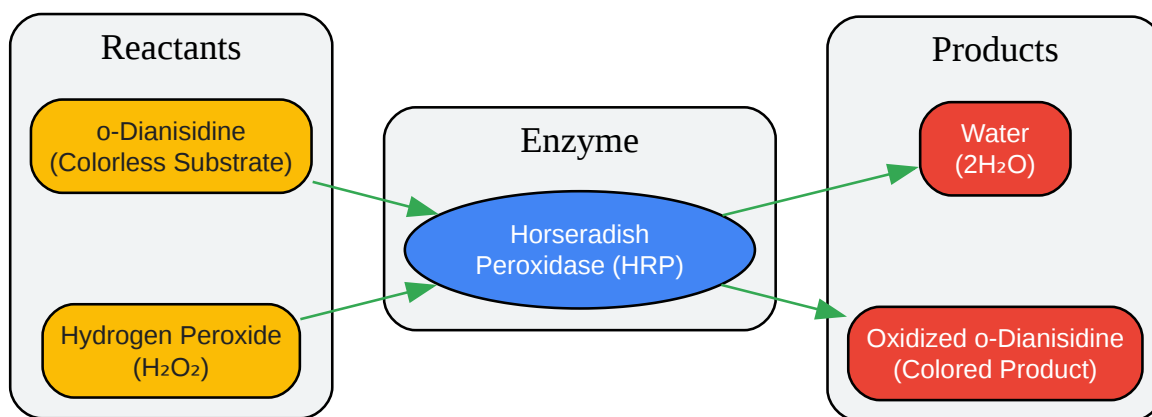 Reactants
o-Dianisidine
(Colorless Substrate)
Hydrogen Peroxide
(H₂O₂)
Enzyme
Horseradish
Peroxidase (HRP)
Products
Water
(2H₂O)
Oxidized o-Dianisidine
(Colored Product)